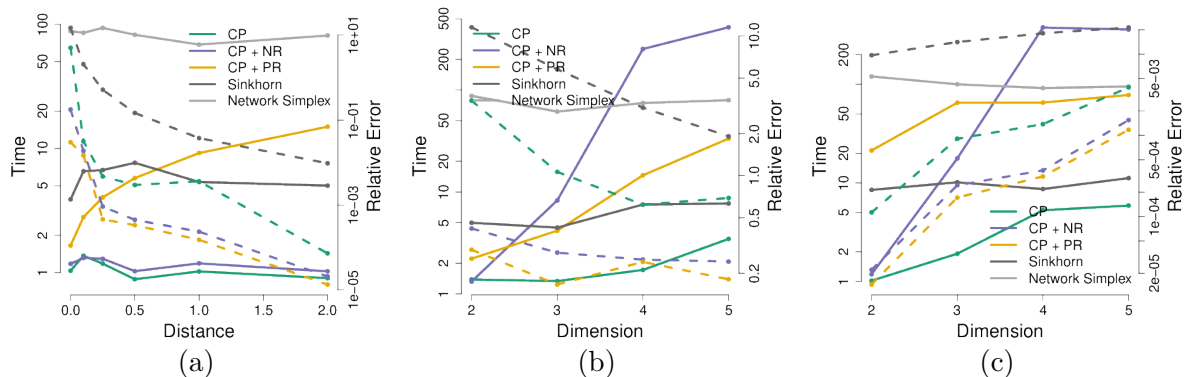 Time
100
50
20
10
5
2
1
0.0
0.5
1.0
1.5
2.0
Distance
1e+01
1e-01
1e-03
1e-05
Relative Error
CP
CP + NR
CP + PR
Sinkhorn
Network Simplex
(a)
Time
500
200
100
50
20
10
5
2
1
2
3
4
5
Dimension
10.0
5.0
2.0
1.0
0.5
0.2
Relative Error
CP
CP + NR
CP + PR
Sinkhorn
Network Simplex
(b)
Time
200
100
50
20
10
5
2
1
2
3
4
5
Dimension
5e-03
5e-04
1e-04
2e-05
Relative Error
CP
CP + NR
CP + PR
Sinkhorn
Network Simplex
(c)